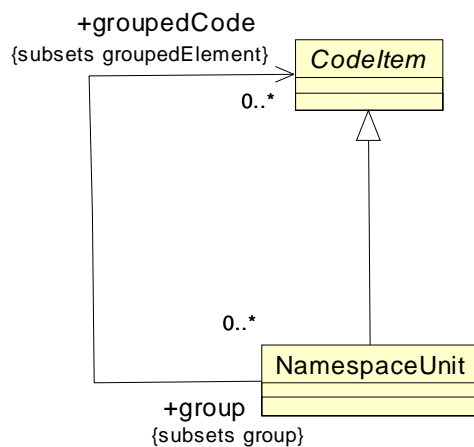 +groupedCode
{subsets groupedElement}
CodeItem
0..*
0..*
NamespaceUnit
+group
{subsets group}